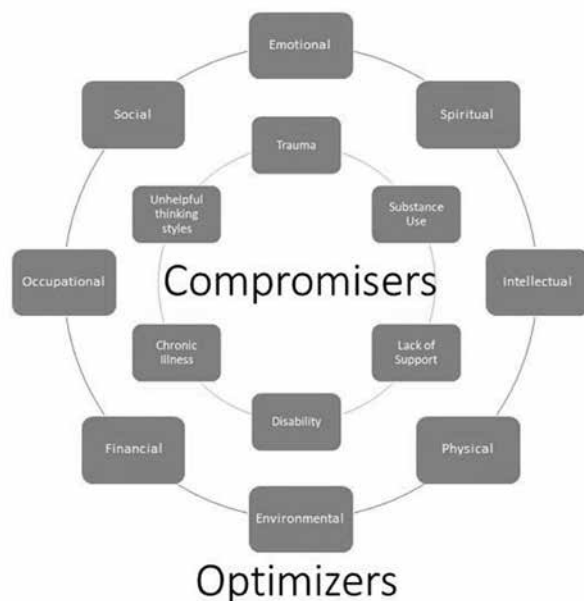 Emotional
Social
Spiritual
Trauma
Unhelpful
thinking
styles
Substance
Use
Occupational
Compromisers
Intellectual
Chronic
Illness
Lack of
Support
Disability
Financial
Physical
Environmental
Optimizers